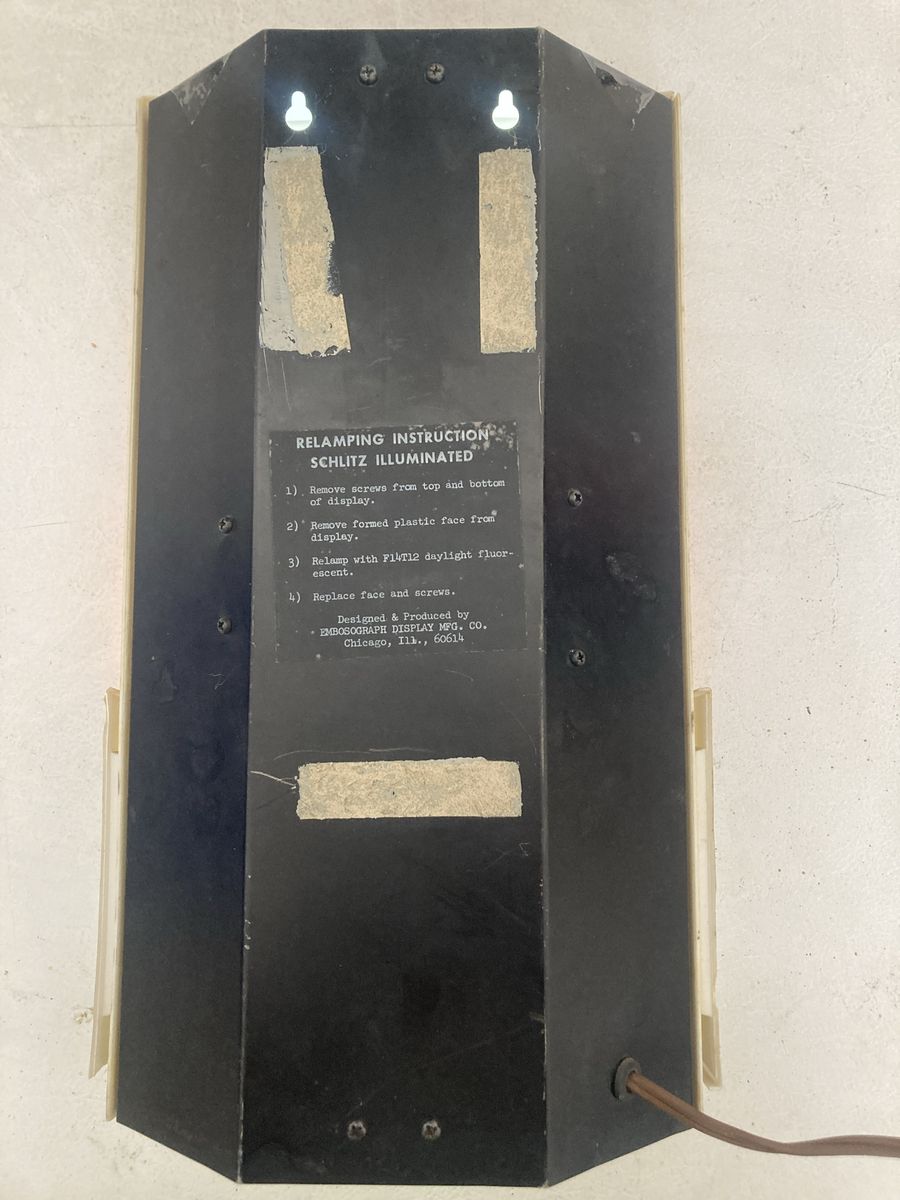 RELAMPING INSTRUCTION
SCHLITZ ILLUMINATED
1) Remove screws from top and bottom
of display.
2) Remove formed plastic face from
display.
3) Relamp with F14T12 daylight fluor-
escent.
4) Replace face and screws.
Designed & Produced by
EMBOSOGRAPH DISPLAY MFG. CO.
Chicago, Ill., 60614